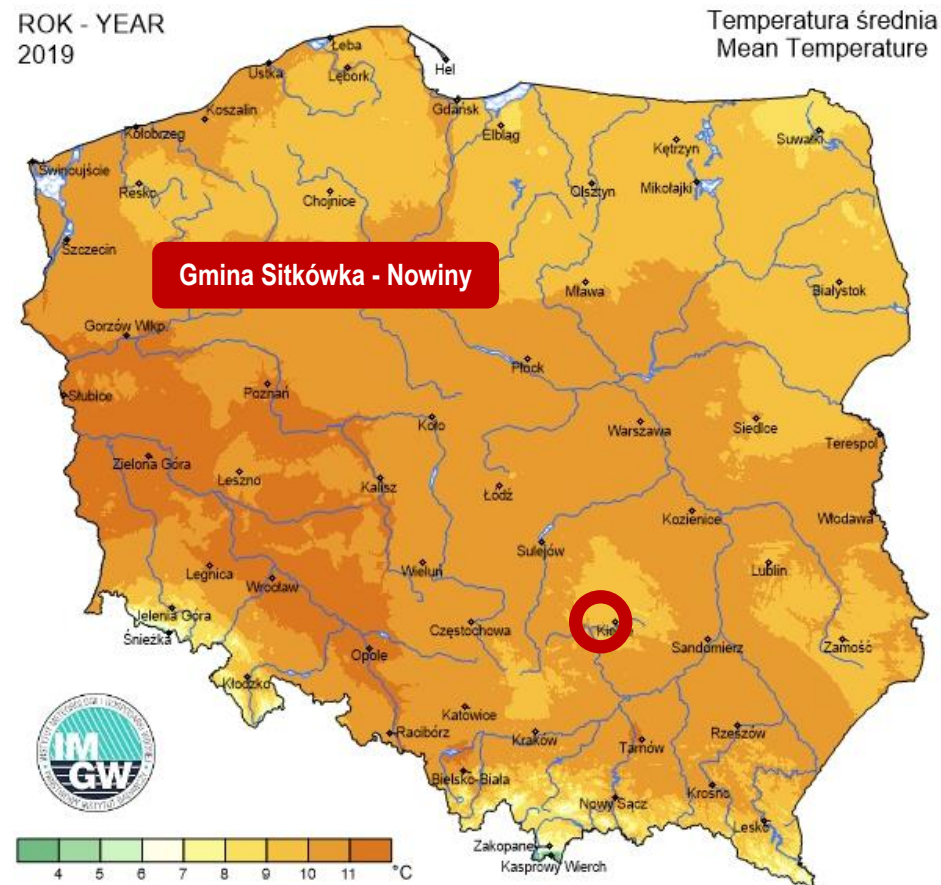 ROK - YEAR
2019
Temperatura średnia
Mean Temperature
Łeba
Hel
Ustka
Lębork
Gdańsk
Koszalin
Kołobrzeg
Elbląg
Suwałki
Kętrzyn
Świnoujście
Resko
Chojnice
Olsztyn
Mikołajki
Szczecin
Gmina Sitkówka - Nowiny
Mława
Białystok
Gorzów Wlkp.
Płock
Słubice
Poznań
Koło
Warszawa
Siedlce
Terespol
Zielona Góra
Leszno
Kalisz
Łódź
Kozienice
Włodawa
Sulejów
Legnica
Wrocław
Wieluń
Lublin
Jelenia Góra
Śnieżka
Częstochowa
Sandomierz
Zamość
Opole
Kłodzko
Katowice
Racibórz
Kraków
Tarnów
Rzeszów
Bielsko-Biała
Nowy Sącz
Krosno
Lesko
Zakopane
Kasprowy Wierch
IM
GW
4 5 6 7 8 9 10 11 °C